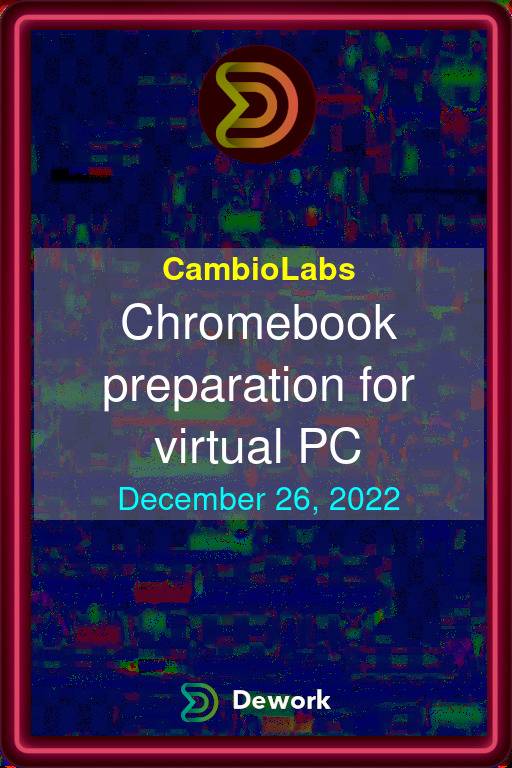 CambioLabs
Chromebook
preparation for
virtual PC
December 26, 2022
Dework